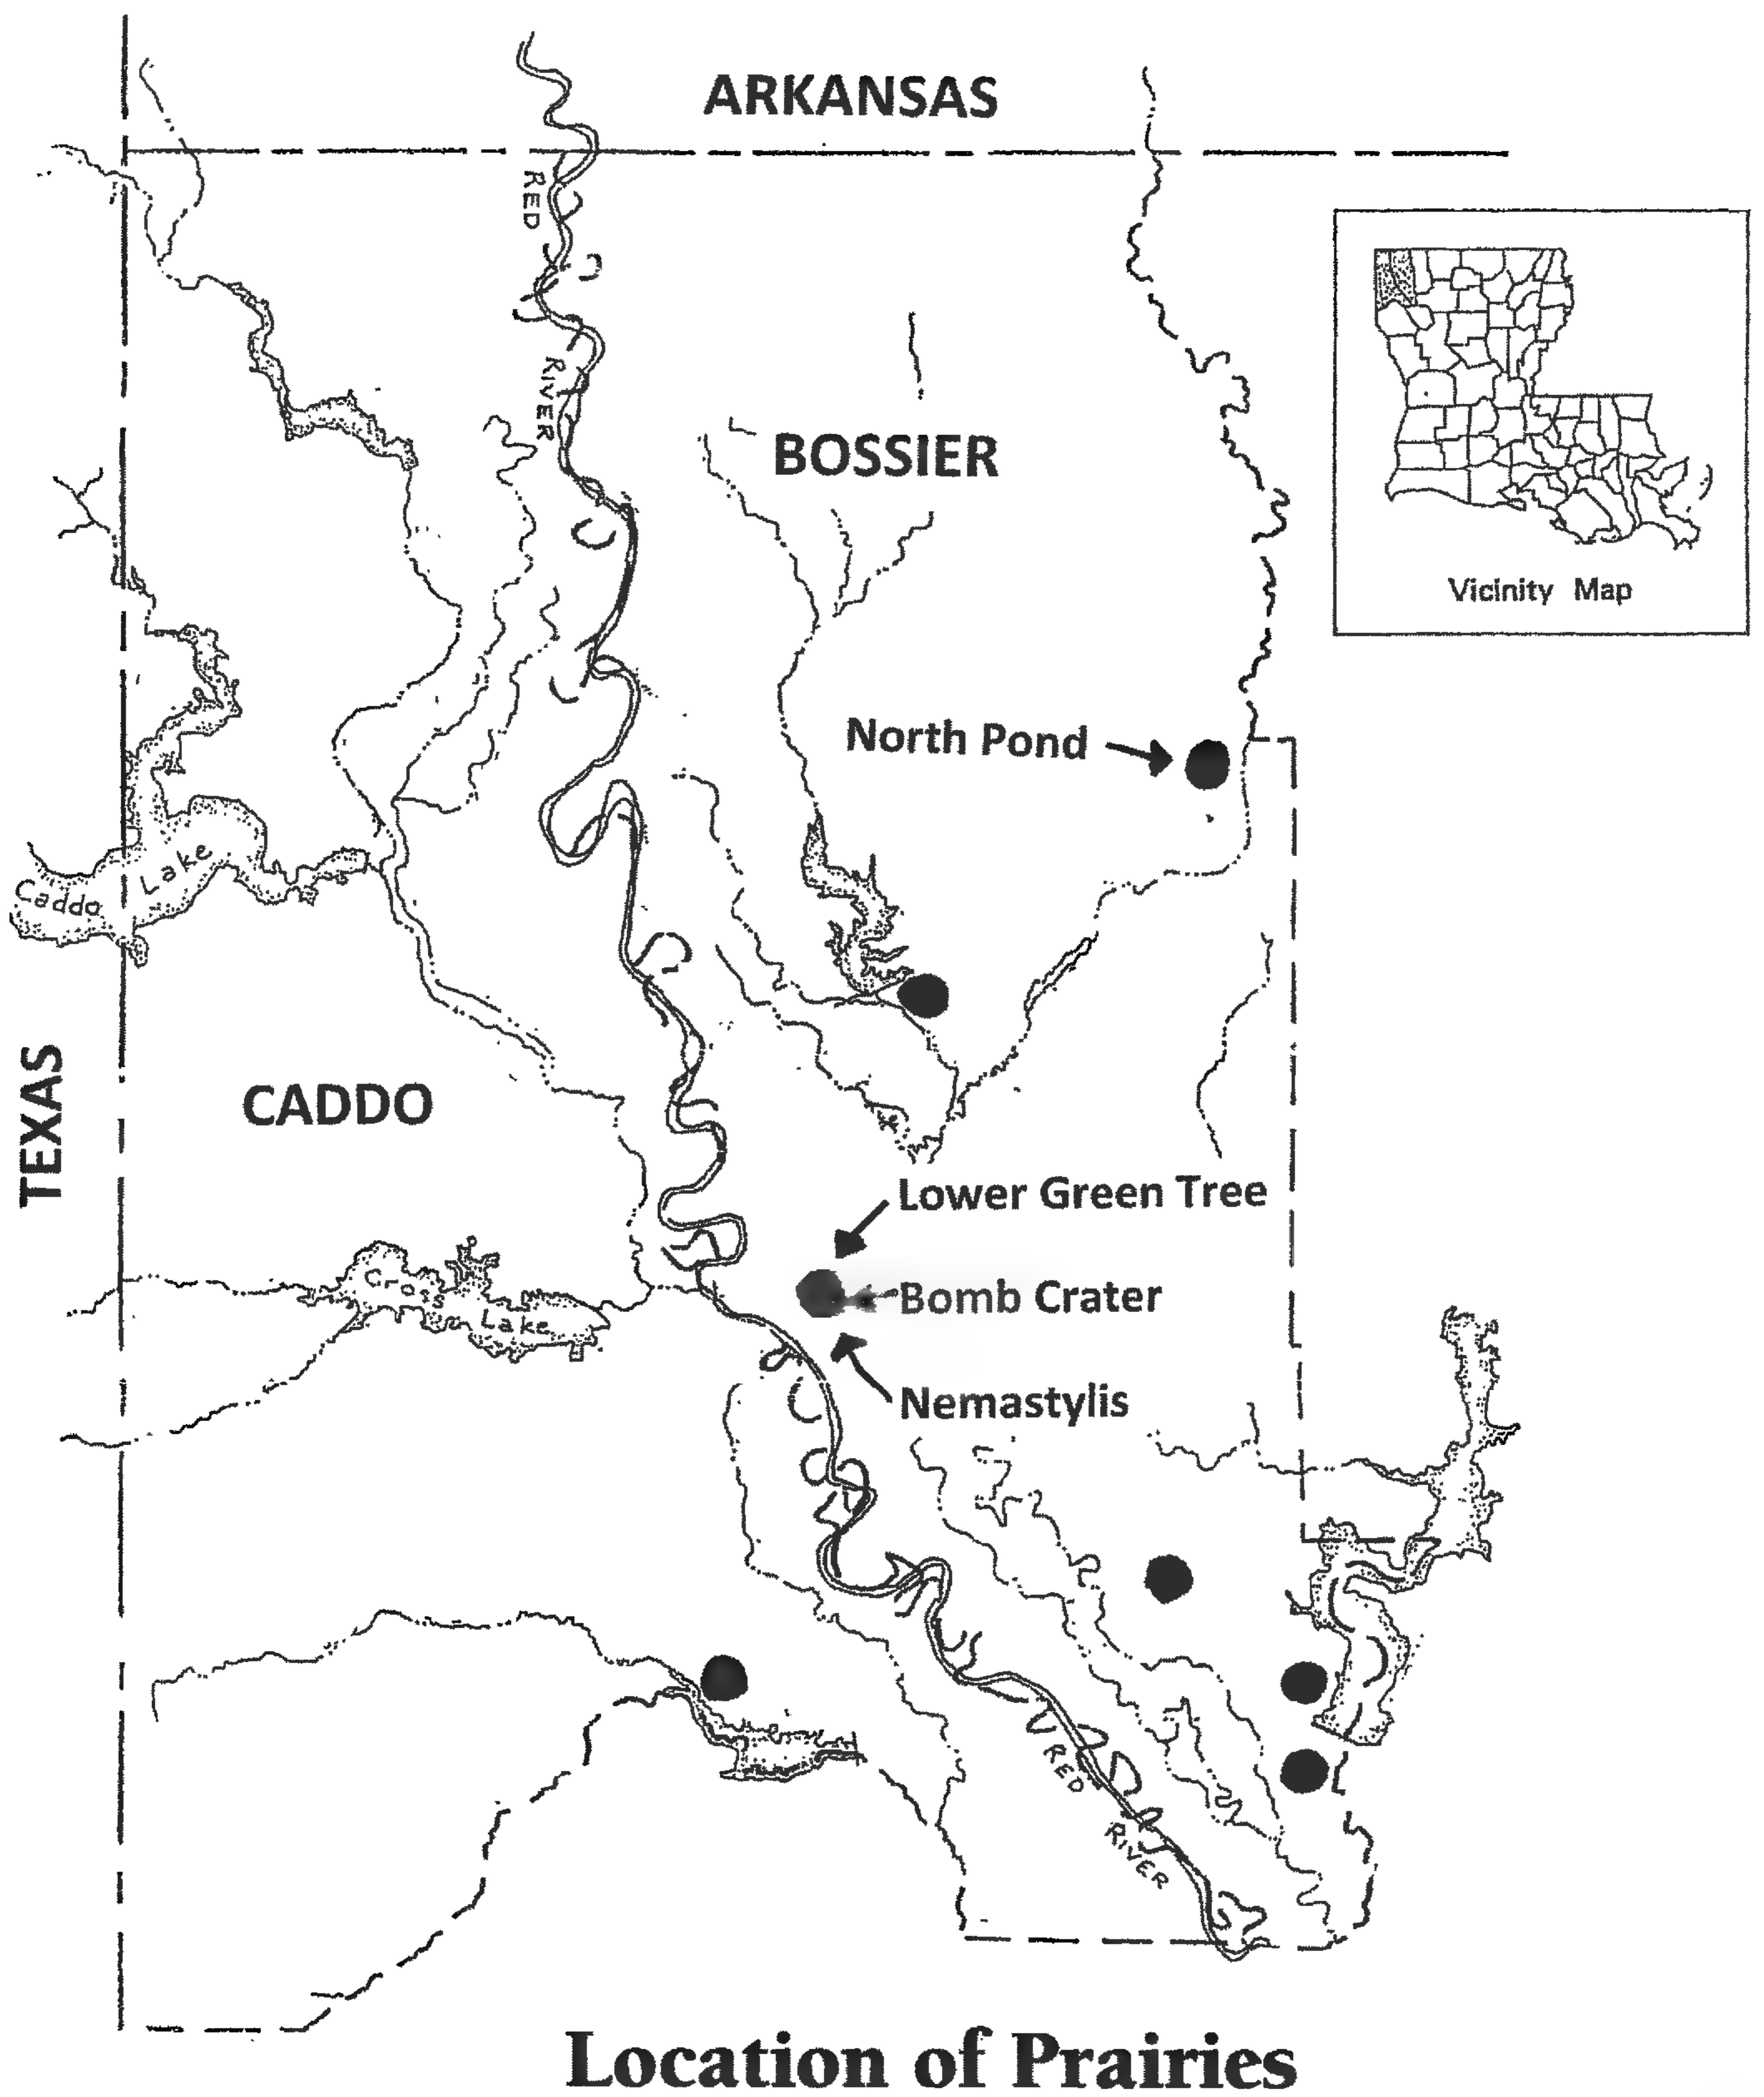 ARKANSAS
RED
RIVER
BOSSIER
Vicinity Map
North Pond
Caddo Lake
TEXAS
CADDO
Lower Green Tree
Cross Lake
Bomb Crater
Nemastylis
RED
RIVER
Location of Prairies